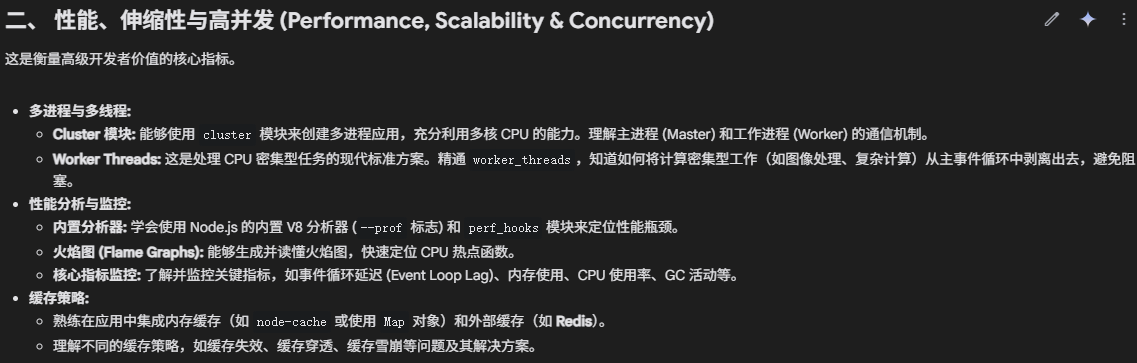 二、 性能、伸缩性与高并发 (Performance, Scalability & Concurrency)
这是衡量高级开发者价值的核心指标。
• 多进程与多线程:
○ Cluster 模块: 能够使用 cluster 模块来创建多进程应用，充分利用多核 CPU 的能力。理解主进程 (Master) 和工作进程 (Worker) 的通信机制。
○ Worker Threads: 这是处理 CPU 密集型任务的现代标准方案。精通 worker_threads，知道如何将计算密集型工作（如图像处理、复杂计算）从主事件循环中剥离出去，避免阻
塞。
• 性能分析与监控:
○ 内置分析器: 学会使用 Node.js 的内置 V8 分析器 (--prof 标志) 和 perf_hooks 模块来定位性能瓶颈。
○ 火焰图 (Flame Graphs): 能够生成并读懂火焰图，快速定位 CPU 热点函数。
○ 核心指标监控: 了解并监控关键指标，如事件循环延迟 (Event Loop Lag)、内存使用、CPU 使用率、GC 活动等。
• 缓存策略:
○ 熟练在应用中集成内存缓存（如 node-cache 或使用 Map 对象）和外部缓存（如 Redis）。
○ 理解不同的缓存策略，如缓存失效、缓存穿透、缓存雪崩等问题及其解决方案。